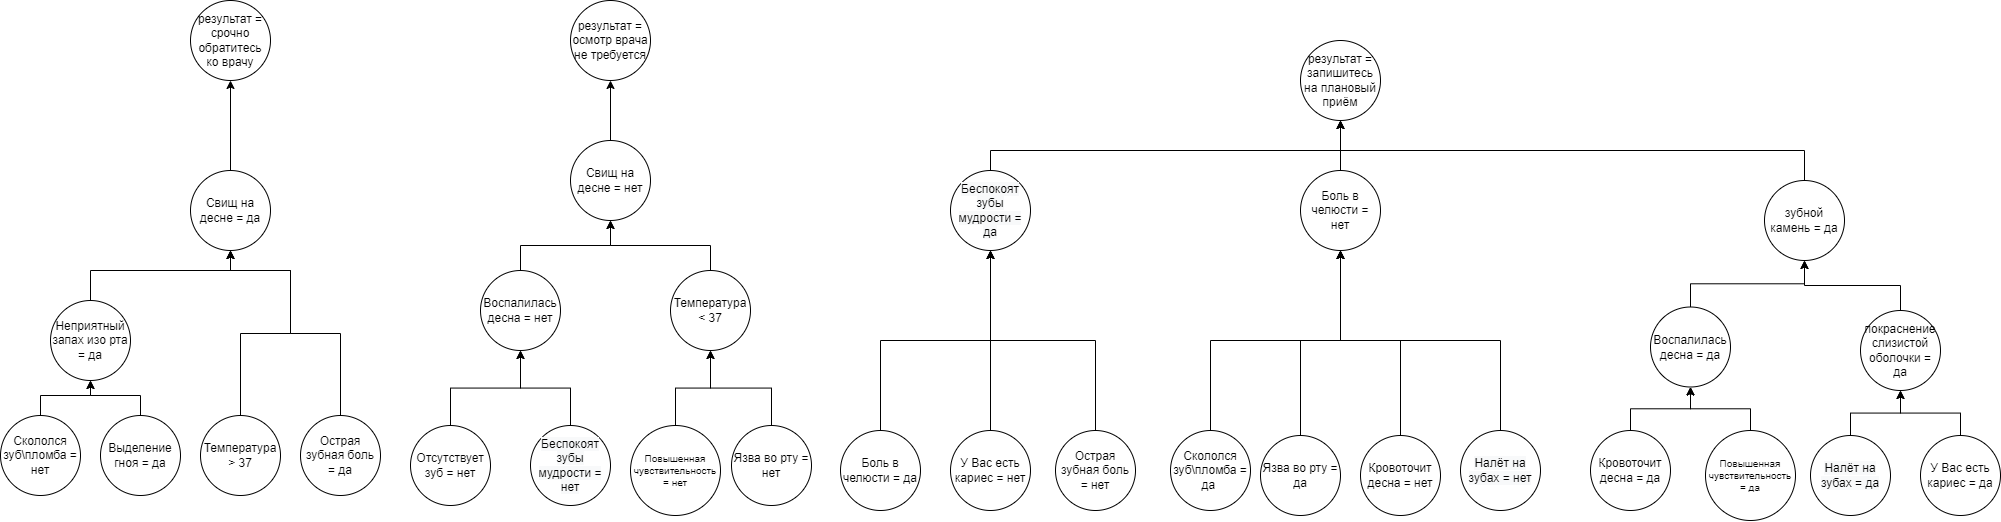 результат =
срочно
обратитесь
ко врачу
результат =
осмотр врача
не требуется
результат =
запишитесь
на плановый
приём
Свищ на
десне = да
Свищ на
десне = нет
Беспокоят
зубы
мудрости =
да
Боль в
челюсти =
нет
зубной
камень = да
Неприятный
запах изо рта
= да
Воспалилась
десна = нет
Температура
< 37
Воспалилась
десна = да
покраснение
слизистой
оболочки =
да
Скололся
зуб\пломба =
нет
Выделение
гноя = да
Температура
> 37
Острая
зубная боль
= да
Отсутствует
зуб = нет
Беспокоят
зубы
мудрости =
нет
Повышенная
чувствительность
= нет
Язва во рту =
нет
Боль в
челюсти = да
У Вас есть
кариес = нет
Острая
зубная боль
= нет
Скололся
зуб\пломба =
да
Язва во рту =
да
Кровоточит
десна = нет
Налёт на
зубах = нет
Кровоточит
десна = да
Повышенная
чувствительность
= да
Налёт на
зубах = да
У Вас есть
кариес = да